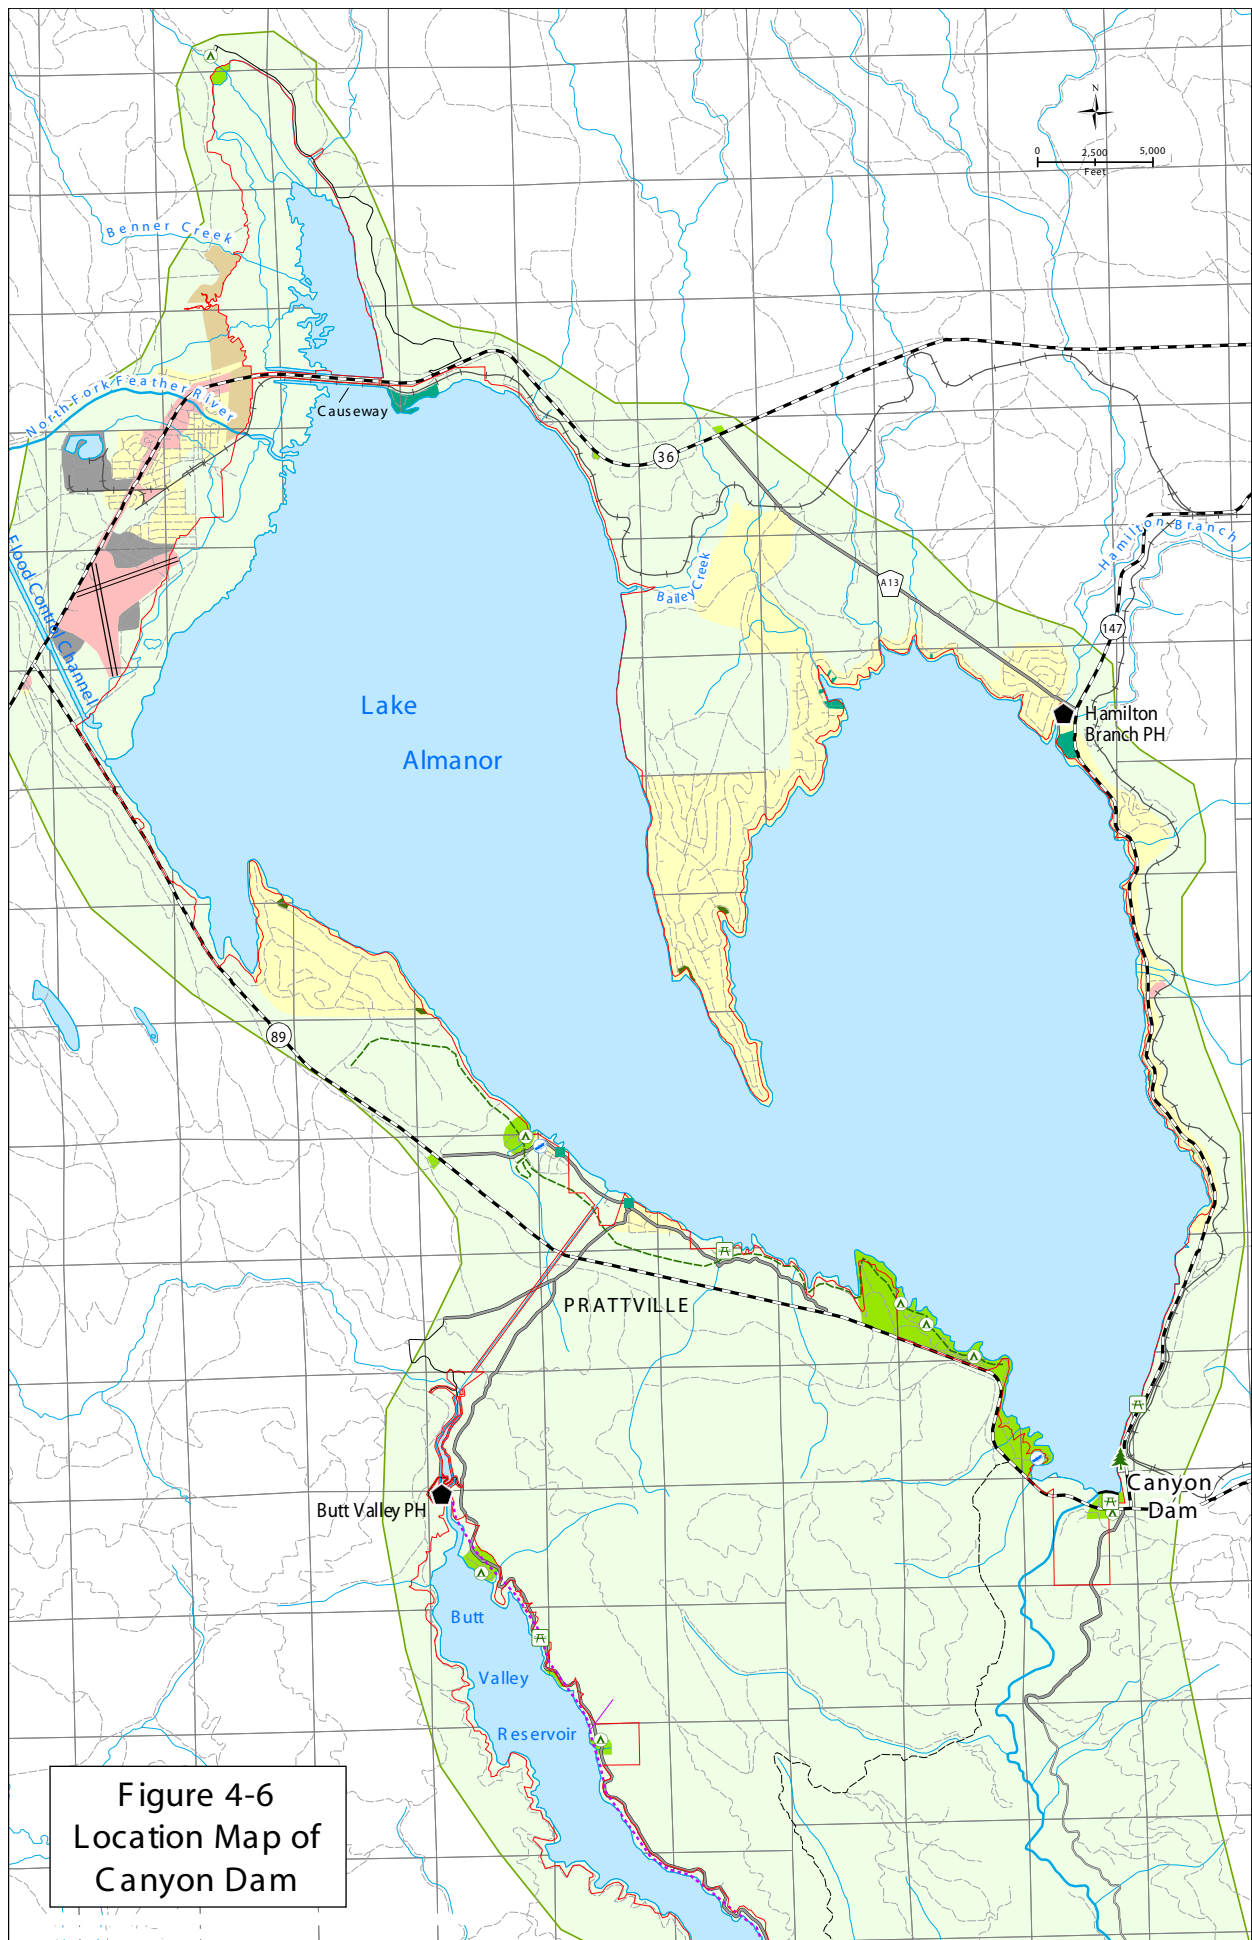 N
0 2,500 5,000
Feet
Benner Creek
North Fork Feather River
Causeway
36
A13
Bailey Creek
Hamilton Branch
147
Flood Control Channel
Lake
Almanor
Hamilton
Branch PH
89
PRATTVILLE
Canyon
Dam
Butt Valley PH
Butt
Valley
Reservoir
Figure 4-6
Location Map of
Canyon Dam